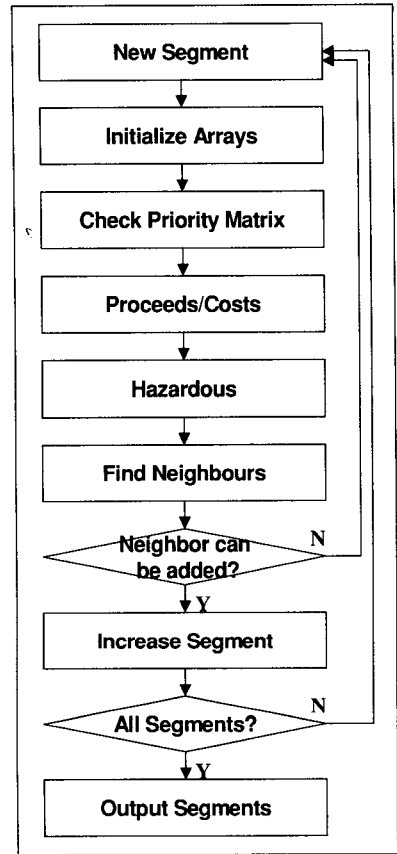 New Segment
Initialize Arrays
Check Priority Matrix
Proceeds/Costs
Hazardous
Find Neighbours
Neighbor can
be added?
N
Y
Increase Segment
All Segments?
N
Y
Output Segments